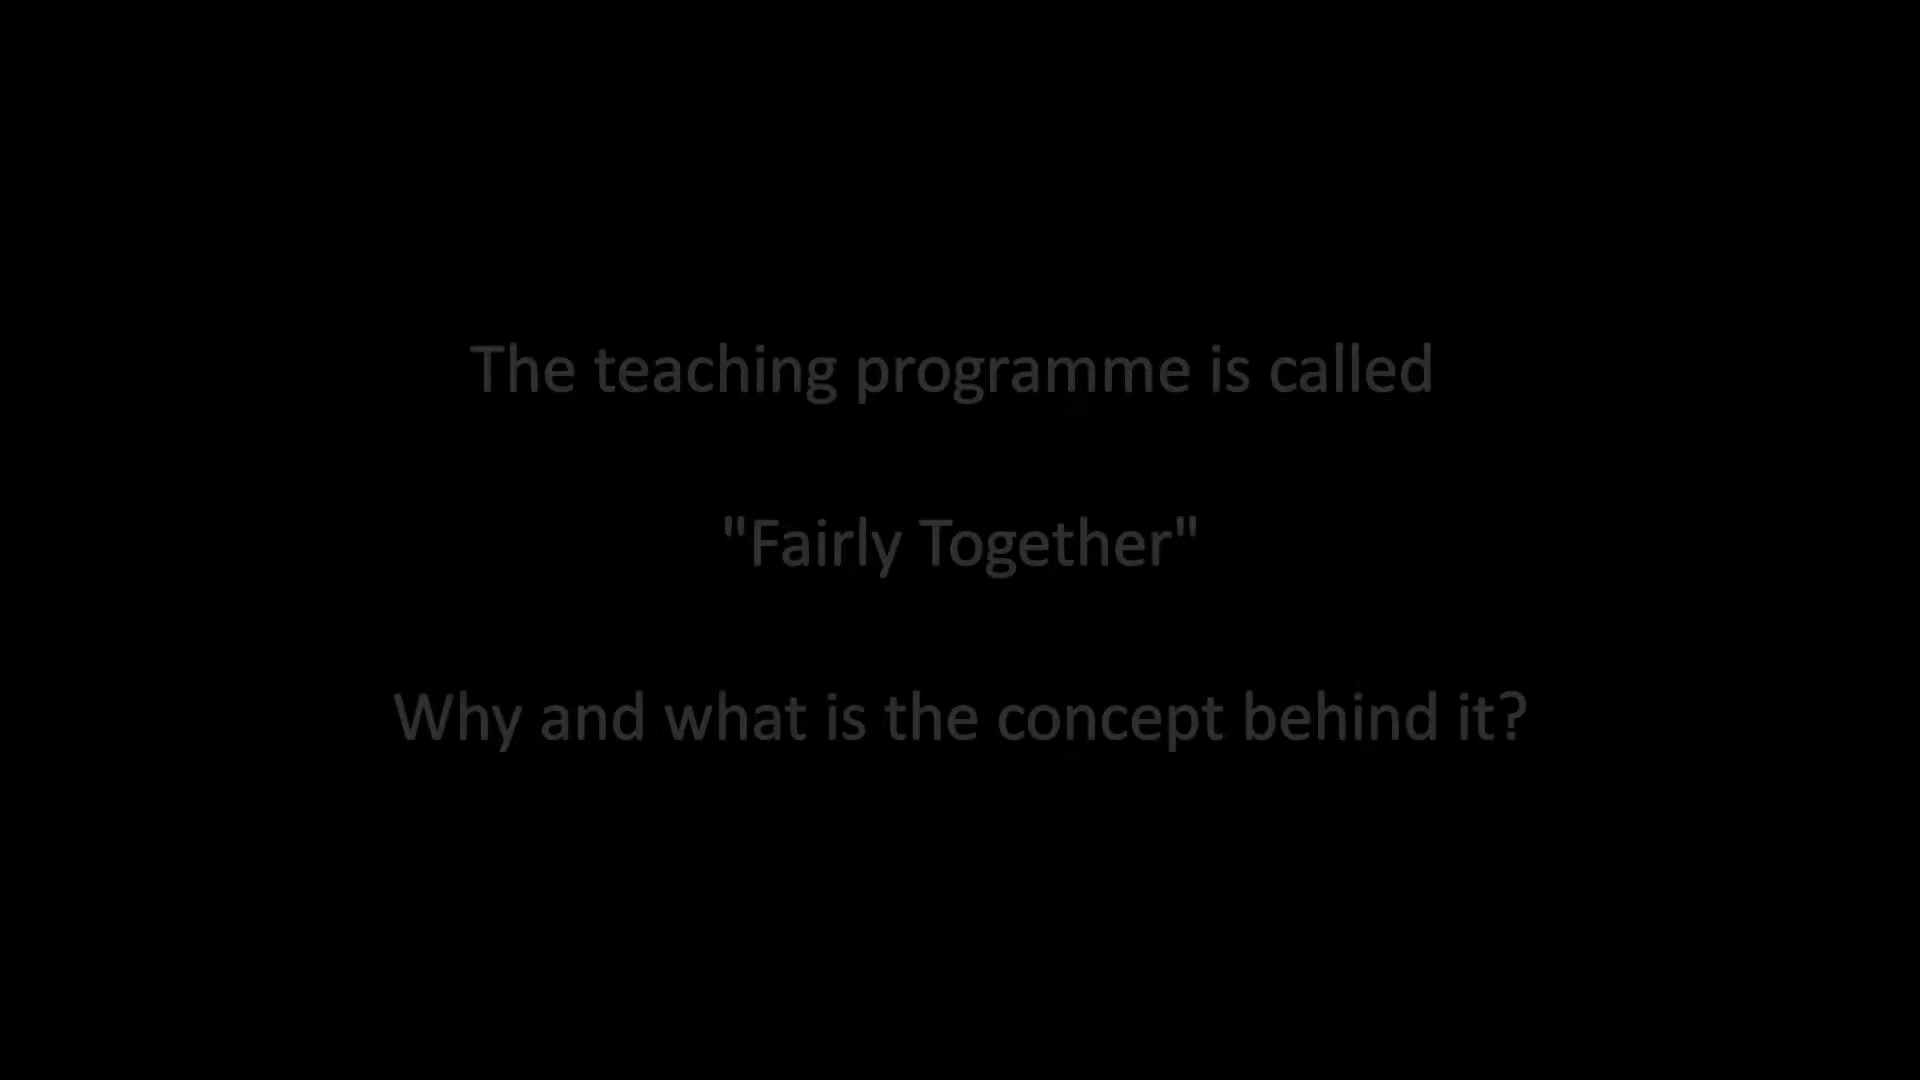 The teaching programme is called
"Fairly Together"
Why and what is the concept behind it?